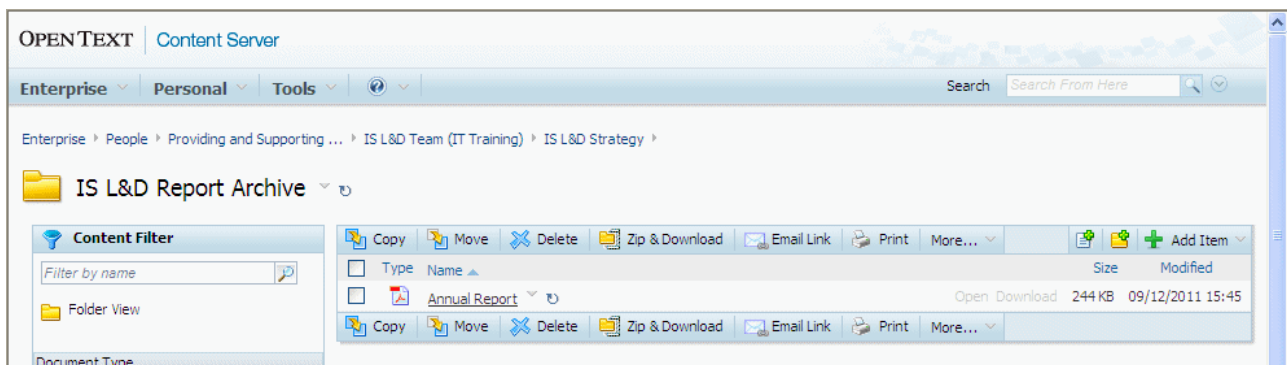 OPEN TEXT | Content Server
Enterprise Personal Tools Search Search From Here
Enterprise People Providing and Supporting ... IS L&D Team (IT Training) IS L&D Strategy
IS L&D Report Archive
Content Filter
Filter by name
Folder View
Document Type
Copy Move Delete Zip & Download Email Link Print More... Add Item
Type Name Size Modified
Annual Report Open Download 244 KB 09/12/2011 15:45
Copy Move Delete Zip & Download Email Link Print More...